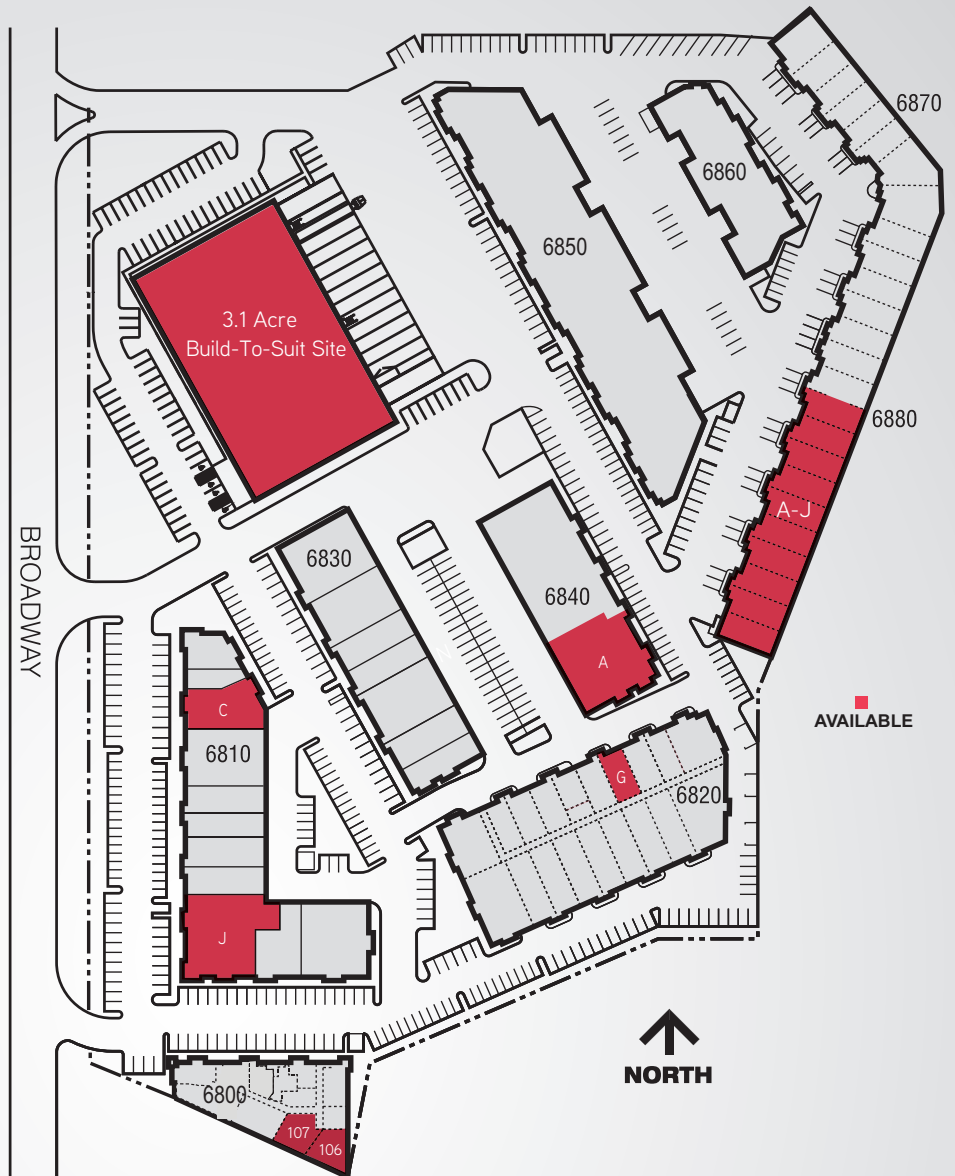 6870
6860
6850
3.1 Acre
Build-To-Suit Site
6880
A-J
BROADWAY
6830
6840
A
N
C
AVAILABLE
6810
G
6820
J
NORTH
6800
107
106